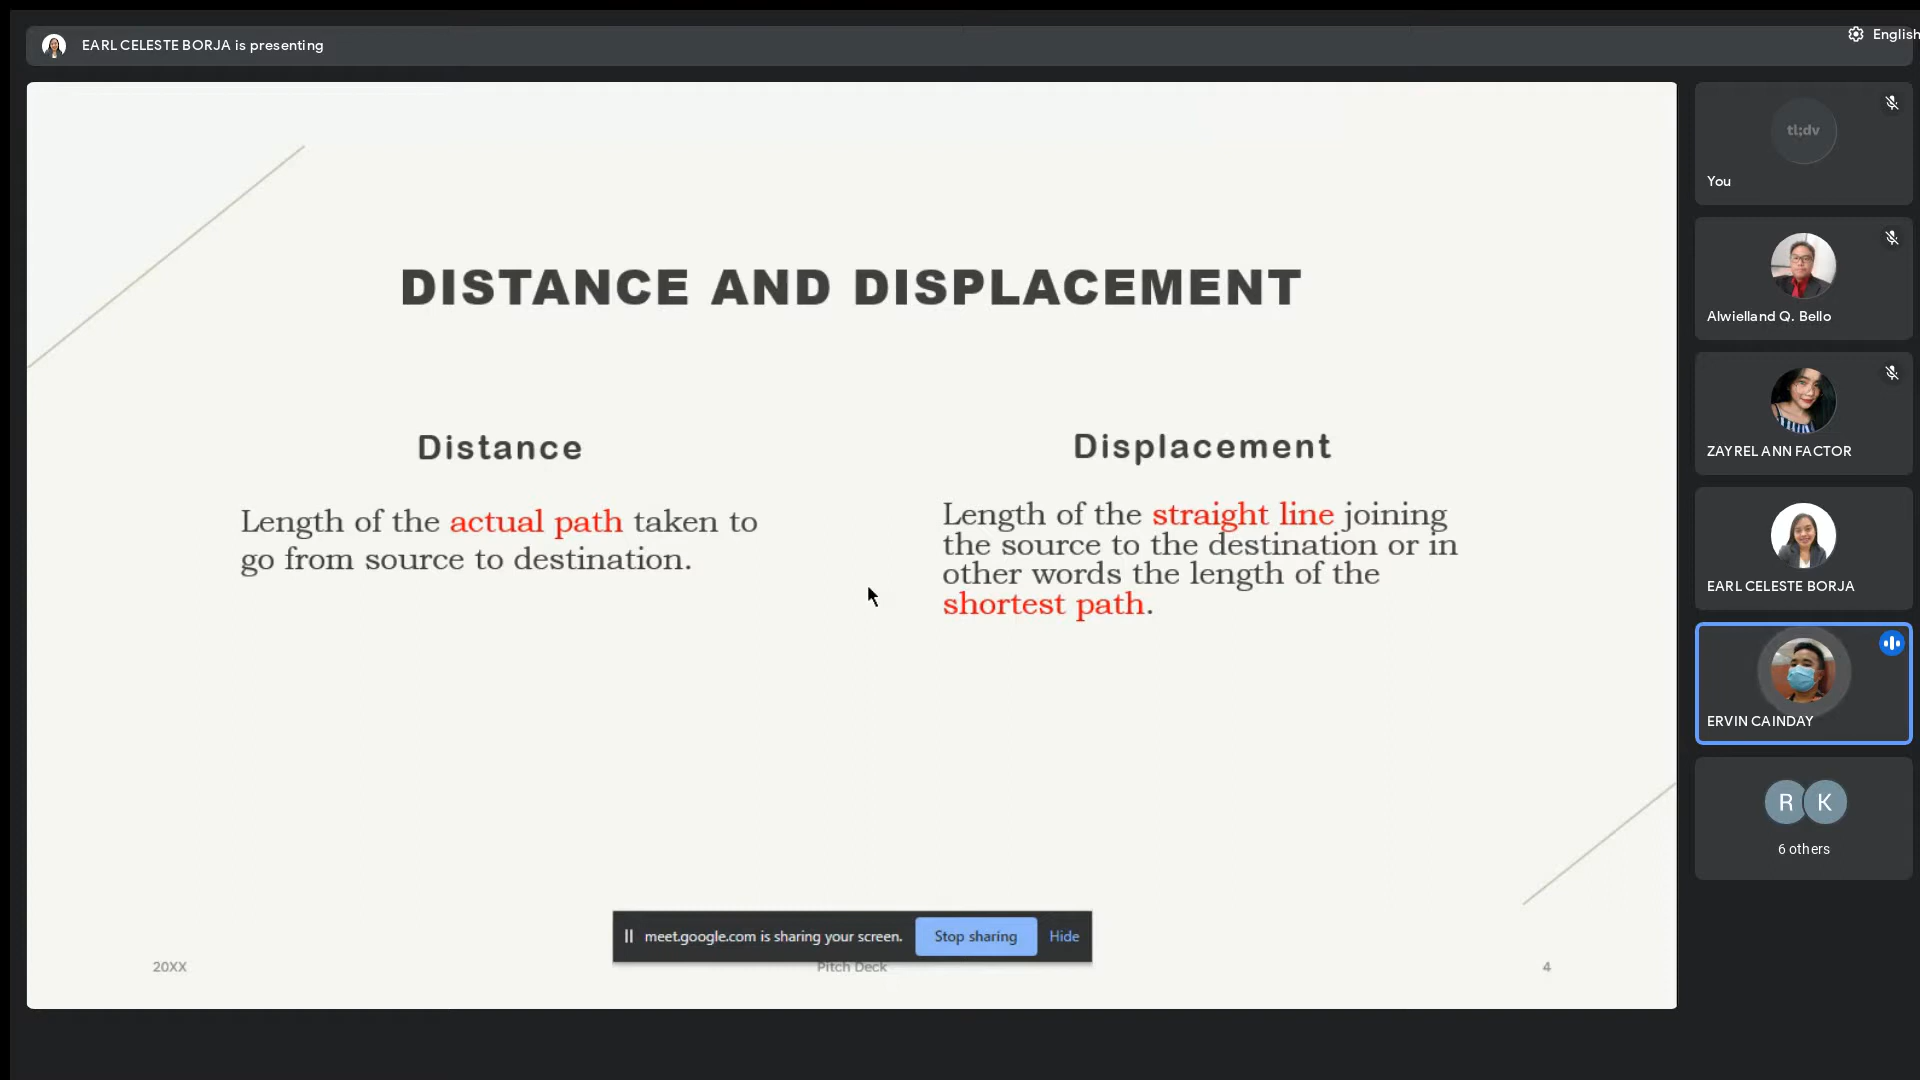 EARL CELESTE BORJA is presenting
English
DISTANCE AND DISPLACEMENT
Distance
Length of the actual path taken to
go from source to destination.
Displacement
Length of the straight line joining
the source to the destination or in
other words the length of the
shortest path.
meet.google.com is sharing your screen.
Stop sharing
Hide
20XX
Pitch Deck
4
tl;dv
You
Alwielland Q. Bello
ZAYREL ANN FACTOR
EARL CELESTE BORJA
ERVIN CAINDAY
R
K
6 others